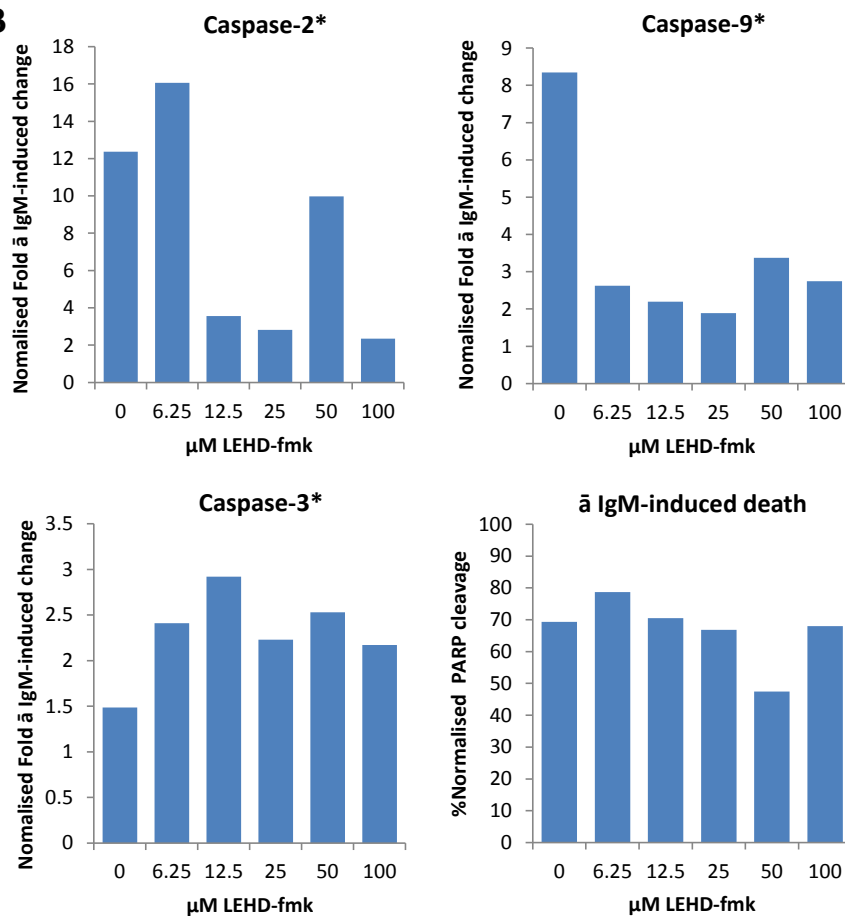 B
Caspase-2*
Nomalised Fold ā IgM-induced change
18
16
14
12
10
8
6
4
2
0
0 6.25 12.5 25 50 100
µM LEHD-fmk
Caspase-9*
Nomalised Fold ā IgM-induced change
9
8
7
6
5
4
3
2
1
0
0 6.25 12.5 25 50 100
µM LEHD-fmk
Caspase-3*
Normalised Fold ā IgM-induced change
3.5
3
2.5
2
1.5
1
0.5
0
0 6.25 12.5 25 50 100
µM LEHD-fmk
ā IgM-induced death
%Normalised PARP cleavage
100
90
80
70
60
50
40
30
20
10
0
0 6.25 12.5 25 50 100
µM LEHD-fmk